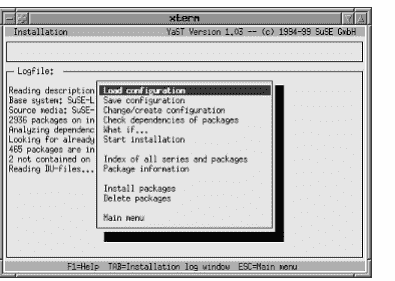 xterm
Installation YaST Version 1.03 -- (c) 1994-99 SuSE GmbH
Logfile:
Reading description
Base system: SuSE-L
Source media: SuSE-
2936 packages on in
Analyzing dependenc
Looking for already
465 packages are in
2 not contained on
Reading DU-files...
Load configuration
Save configuration
Change/create configuration
Check dependencies of packages
What if...
Start installation
Index of all series and packages
Package information
Install packages
Delete packages
Main menu
F1=Help TAB=Installation log window ESC=Main menu